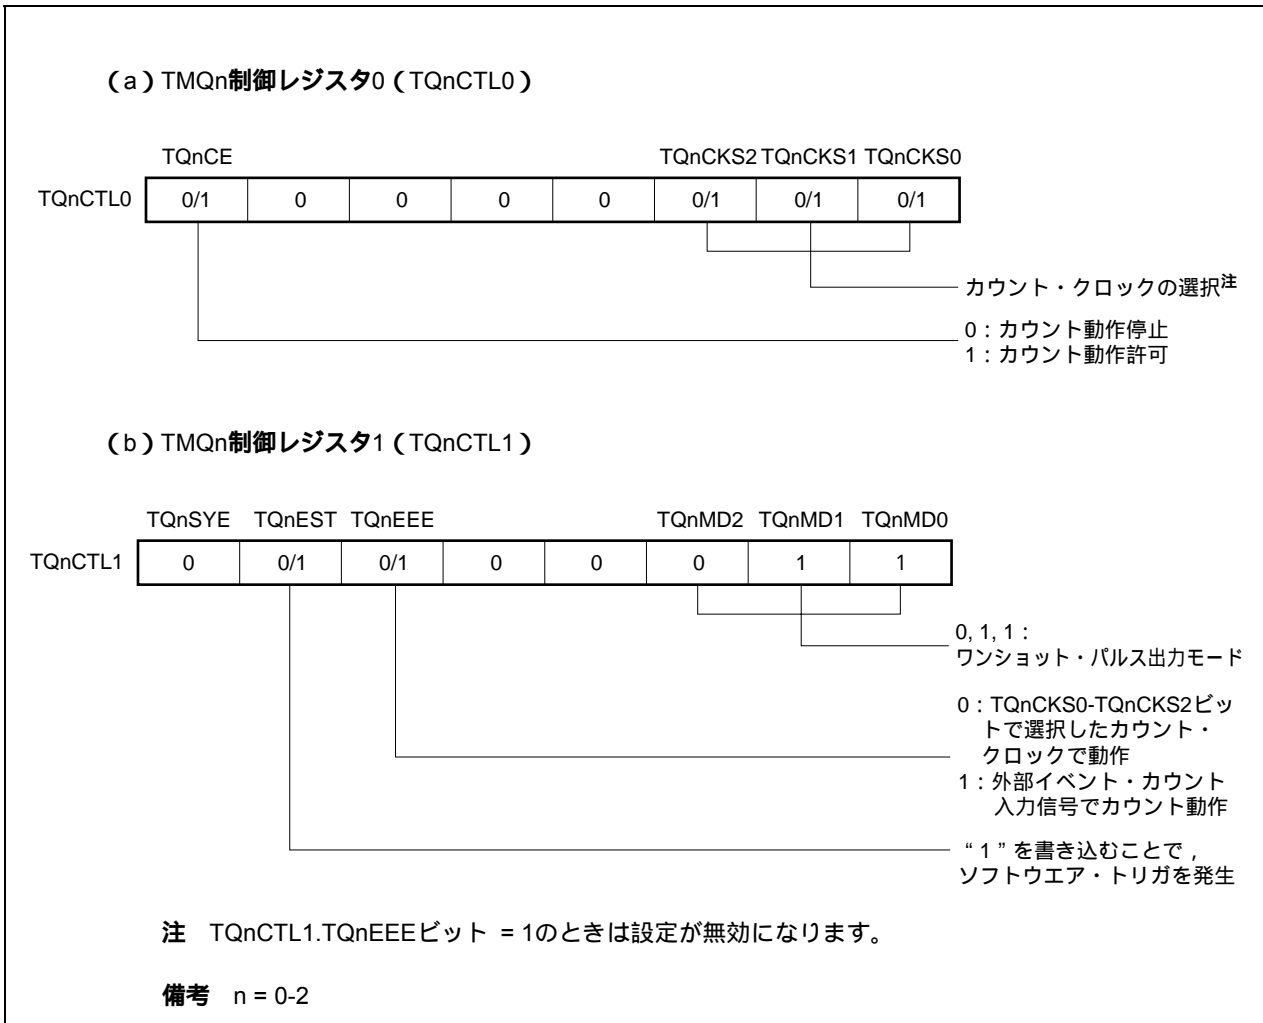 （a）TMQn制御レジスタ0（TQnCTL0）
TQnCE TQnCKS2 TQnCKS1 TQnCKS0
TQnCTL0 0/1 0 0 0 0 0/1 0/1 0/1
カウント・クロックの選択注
0：カウント動作停止
1：カウント動作許可
（b）TMQn制御レジスタ1（TQnCTL1）
TQnSYE TQnEST TQnEEE TQnMD2 TQnMD1 TQnMD0
TQnCTL1 0 0/1 0/1 0 0 0 1 1
0, 1, 1：
ワンショット・パルス出力モード
0：TQnCKS0-TQnCKS2ビッ
トで選択したカウント・
クロックで動作
1：外部イベント・カウント
入力信号でカウント動作
“1”を書き込むことで，
ソフトウエア・トリガを発生
注 TQnCTL1.TQnEEEビット = 1のときは設定が無効になります。
備考 n = 0-2